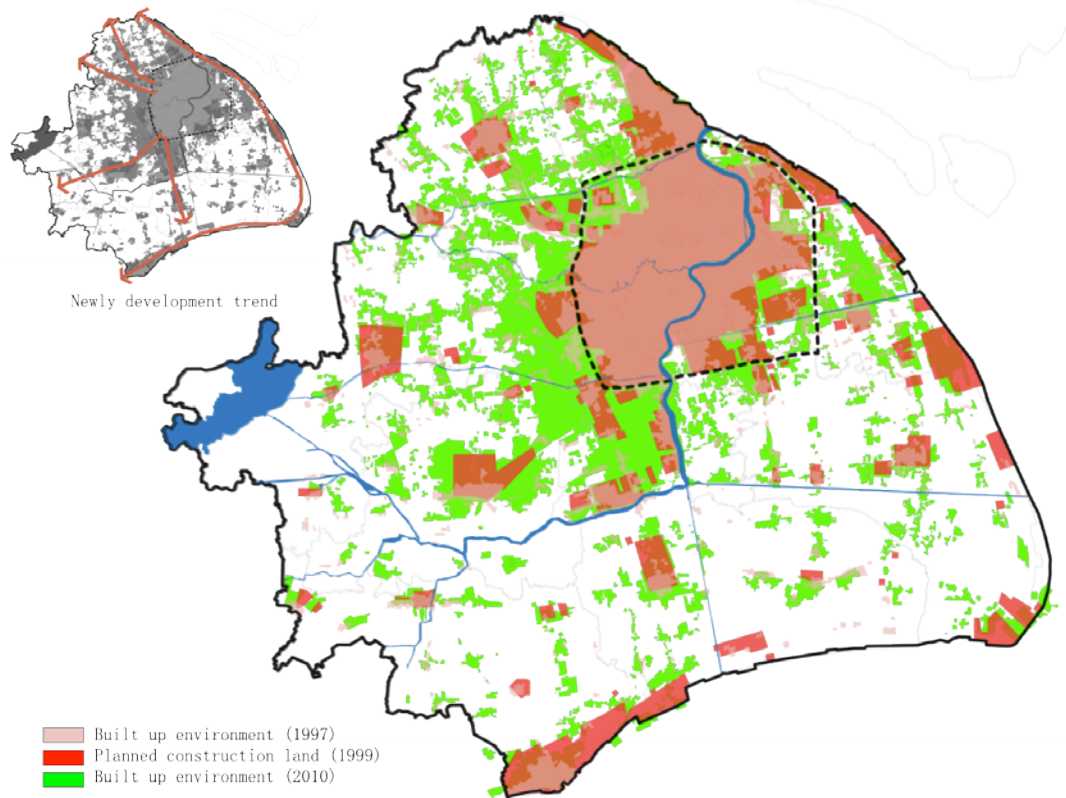 Newly development trend
Built up environment (1997)
Planned construction land (1999)
Built up environment (2010)